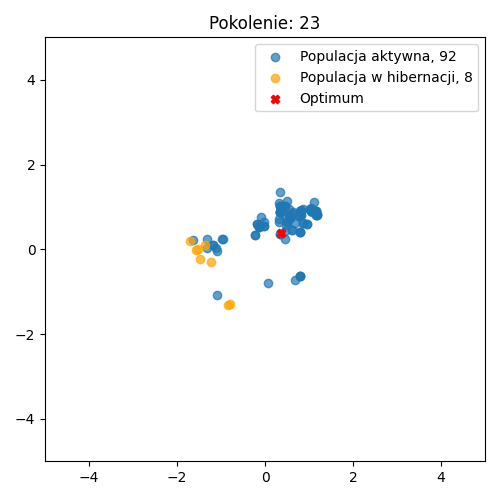 Pokolenie: 23
Populacja aktywna, 92
Populacja w hibernacji, 8
Optimum
4
2
0
−2
−4
−4
−2
0
2
4